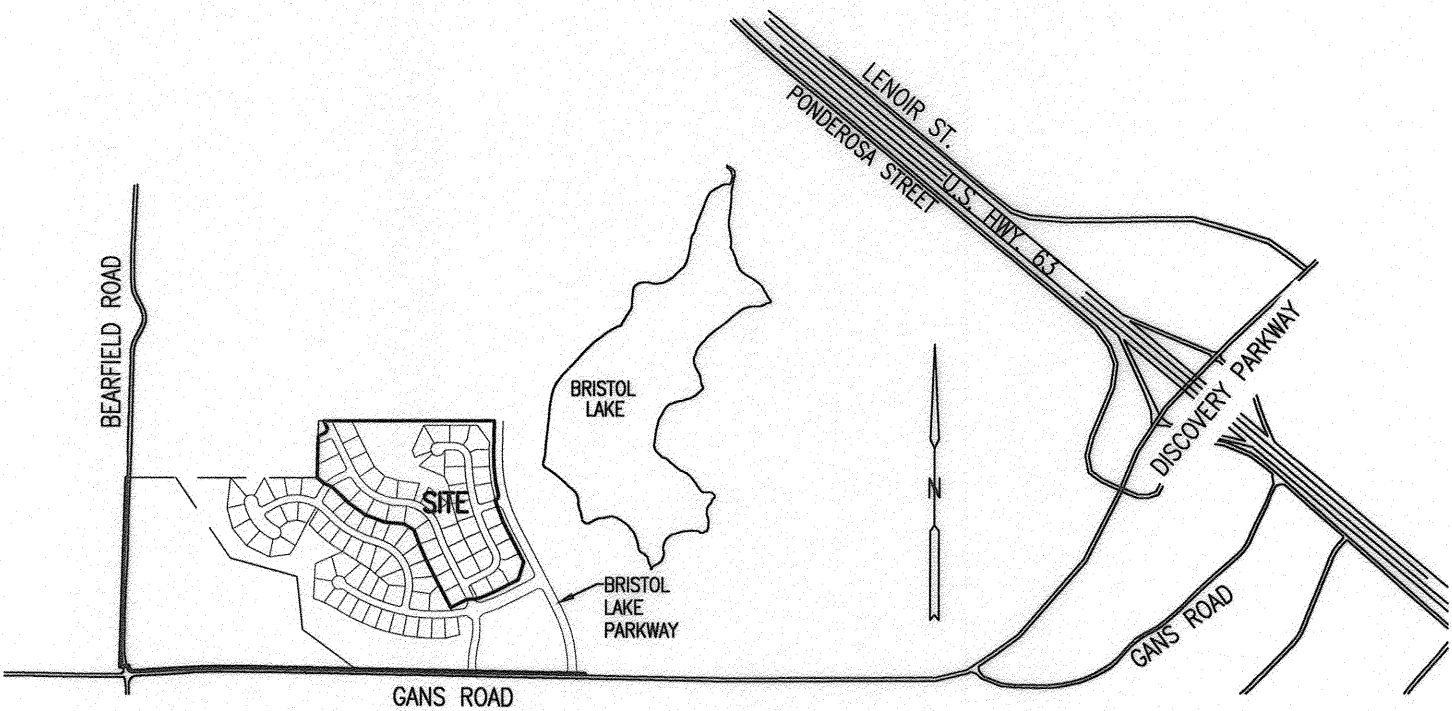 LENOIR ST.
PONDEROSA STREET
U.S. HWY. 63
BEARFIELD ROAD
DISCOVERY PARKWAY
BRISTOL
LAKE
SITE
N
BRISTOL
LAKE
PARKWAY
GANS ROAD
GANS ROAD